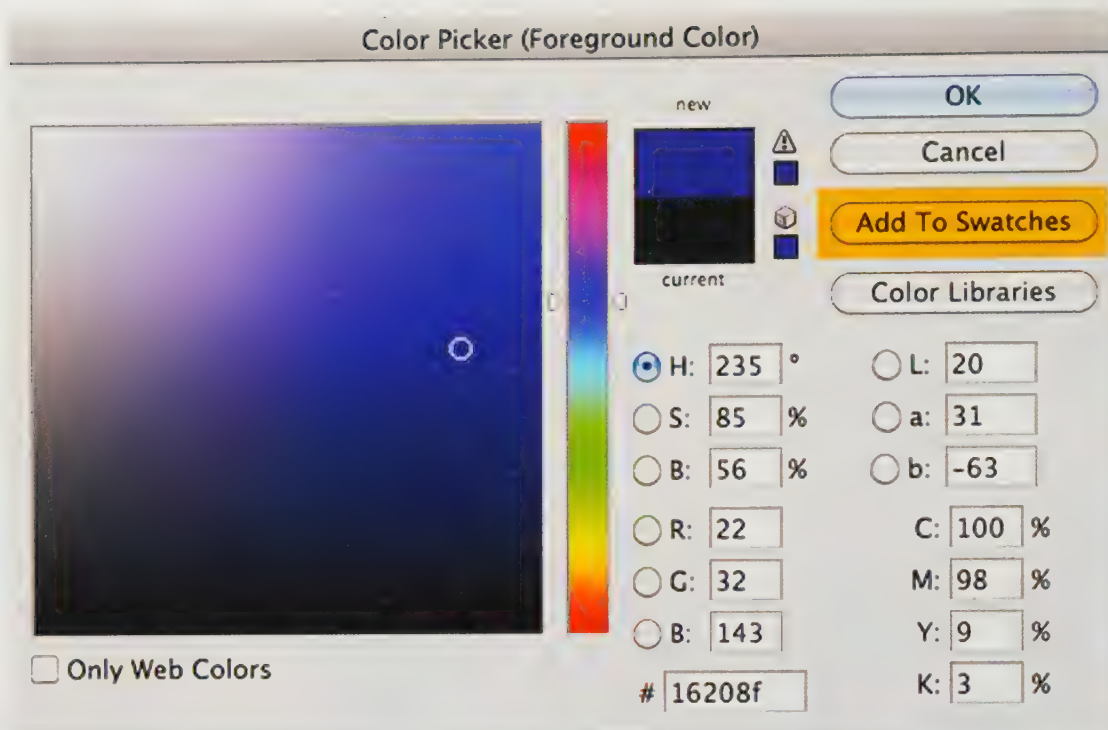 Color Picker (Foreground Color)
new
current
OK
Cancel
Add To Swatches
Color Libraries
H: 235 °
S: 85 %
B: 56 %
R: 22
G: 32
B: 143
# 16208f
L: 20
a: 31
b: -63
C: 100 %
M: 98 %
Y: 9 %
K: 3 %
Only Web Colors